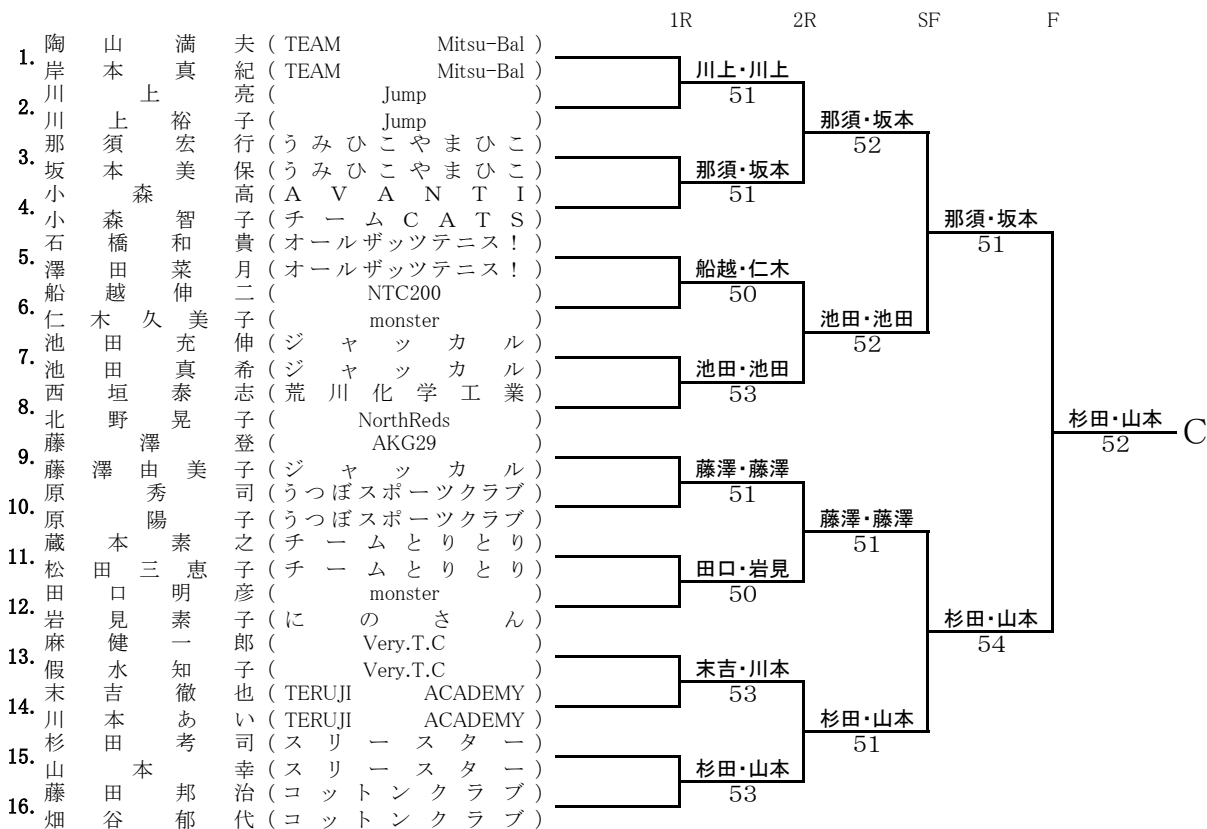 1R 2R SF F
1. 陶山満夫 ( TEAM Mitsu-Bal )
岸本真紀 ( TEAM Mitsu-Bal )
2. 川上亮 ( Jump )
川上裕子 ( Jump )
3. 那須宏行 ( うみひこやまひこ )
坂本美保 ( うみひこやまひこ )
4. 小森高 ( AVANTI )
小森智子 ( チームCATS )
5. 石橋和貴 ( オールザッツテニス! )
澤田菜月 ( オールザッツテニス! )
6. 船越伸二 ( NTC200 )
仁木久美子 ( monster )
7. 池田充伸 ( ジャッカル )
池田真希 ( ジャッカル )
8. 西垣泰志 ( 荒川化学工業 )
北野晃子 ( NorthReds )
9. 藤澤登 ( AKG29 )
藤澤由美子 ( ジャッカル )
10. 原秀司 ( うつぼスポーツクラブ )
原陽子 ( うつぼスポーツクラブ )
11. 蔵本素之 ( チームとりとり )
松田三恵子 ( チームとりとり )
12. 田口明彦 ( monster )
岩見素子 ( にのさん )
13. 麻健一郎 ( Very.T.C )
假水知子 ( Very.T.C )
14. 末吉徹也 ( TERUJI ACADEMY )
川本あい ( TERUJI ACADEMY )
15. 杉田考司 ( スリースター )
山本幸 ( スリースター )
16. 藤田邦治 ( コットンクラブ )
畑谷郁代 ( コットンクラブ )
川上・川上
51
那須・坂本
51
船越・仁木
50
池田・池田
53
藤澤・藤澤
51
田口・岩見
50
末吉・川本
53
杉田・山本
53
那須・坂本
52
池田・池田
52
藤澤・藤澤
51
杉田・山本
51
那須・坂本
51
杉田・山本
54
杉田・山本
52
C